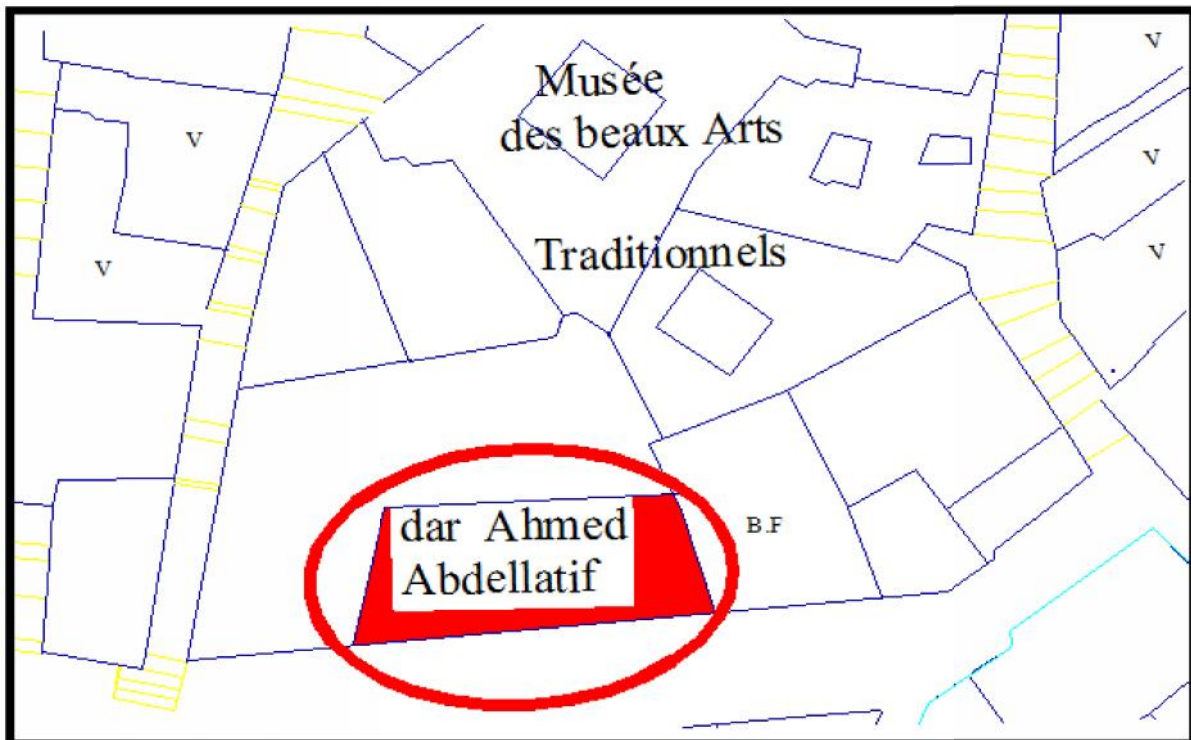 Musée
des beaux Arts
Traditionnels
v
v
v
v
v
dar Ahmed
Abdellatif
B.F